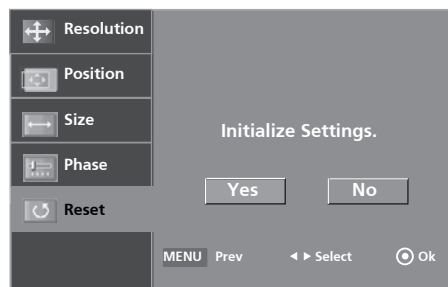 Resolution
Position
Size
Phase
Reset
Initialize Settings.
Yes No
MENU Prev ◄ ► Select Ok